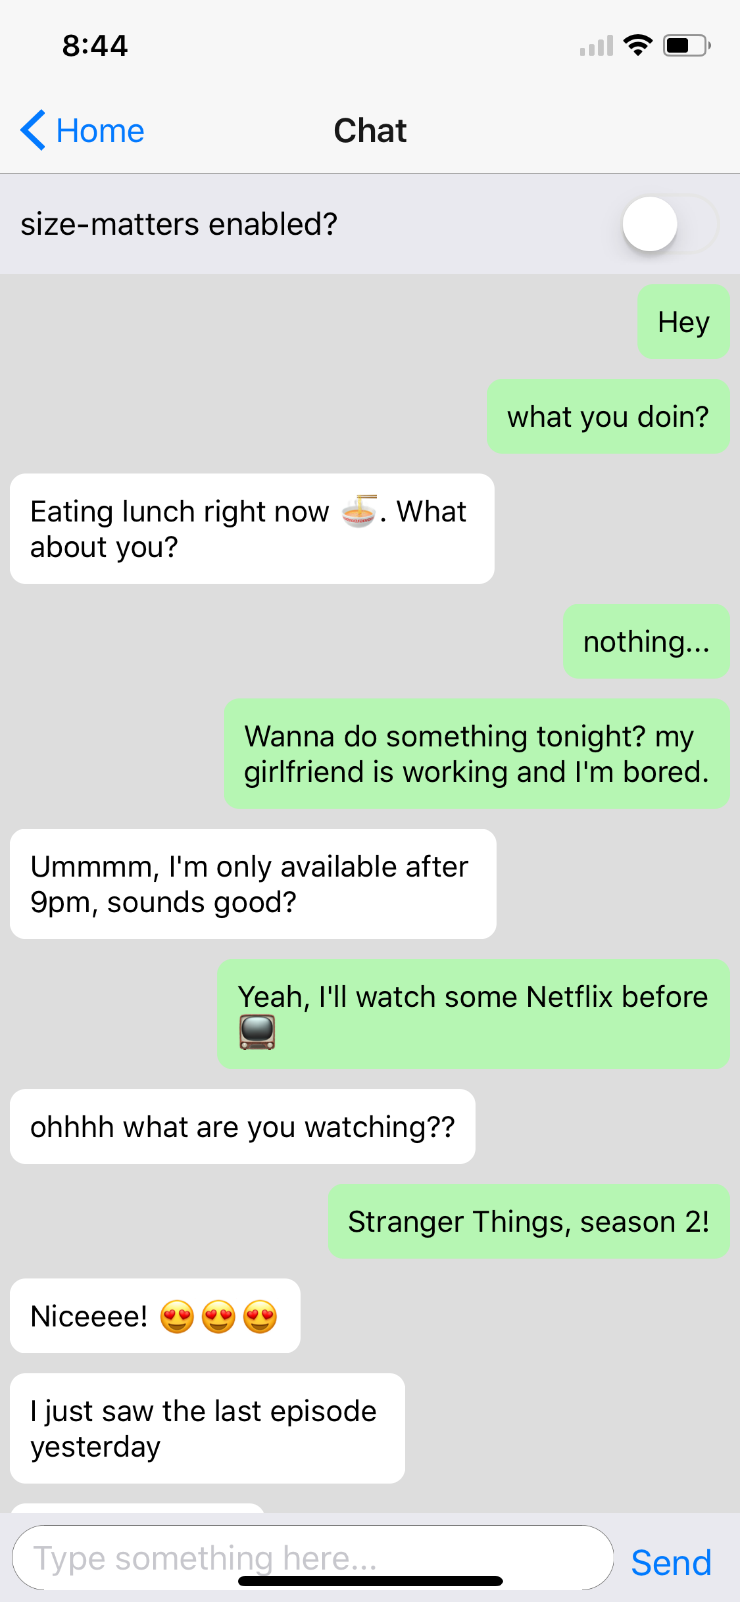 8:44
Home
Chat
size-matters enabled?
Hey
what you doin?
Eating lunch right now 🍜. What
about you?
nothing...
Wanna do something tonight? my
girlfriend is working and I'm bored.
Ummmm, I'm only available after
9pm, sounds good?
Yeah, I'll watch some Netflix before
📺
ohhhh what are you watching??
Stranger Things, season 2!
Niceeee! 😍😍😍
I just saw the last episode
yesterday
Type something here...
Send